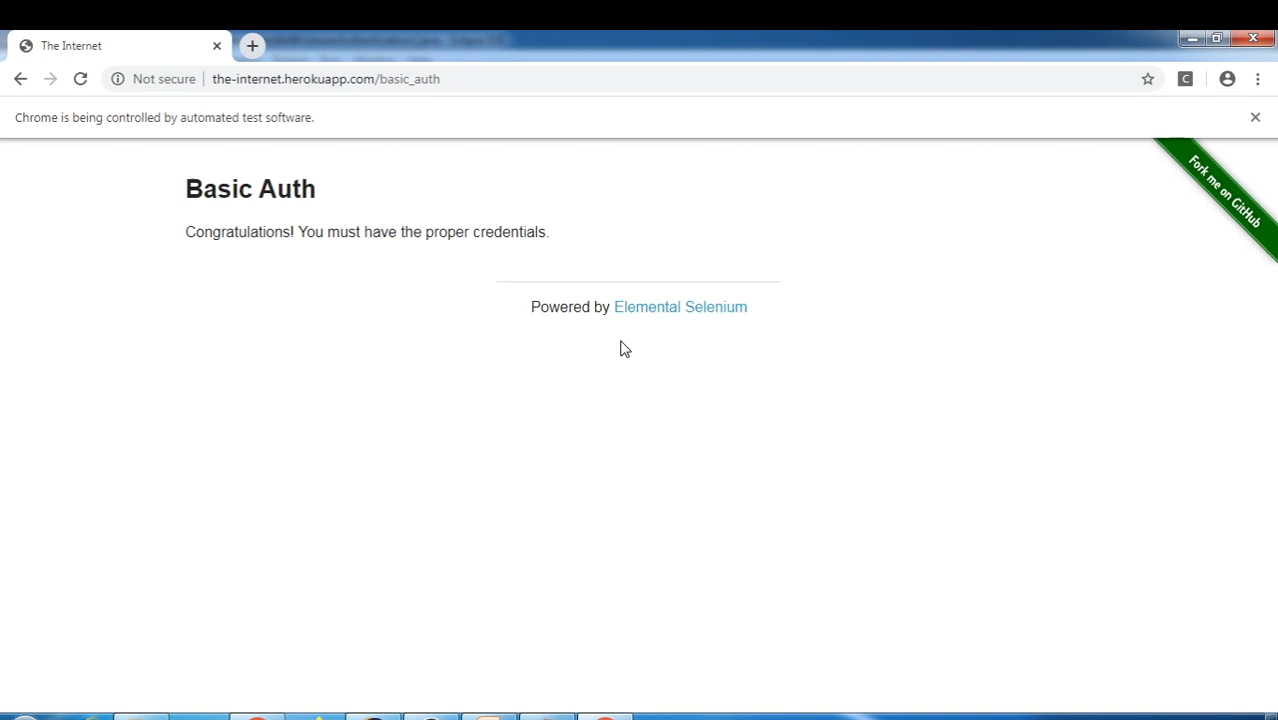 The Internet
Not secure
the-internet.herokuapp.com/basic_auth
C
Chrome is being controlled by automated test software.
Fork me on GitHub
Basic Auth
Congratulations! You must have the proper credentials.
Powered by Elemental Selenium